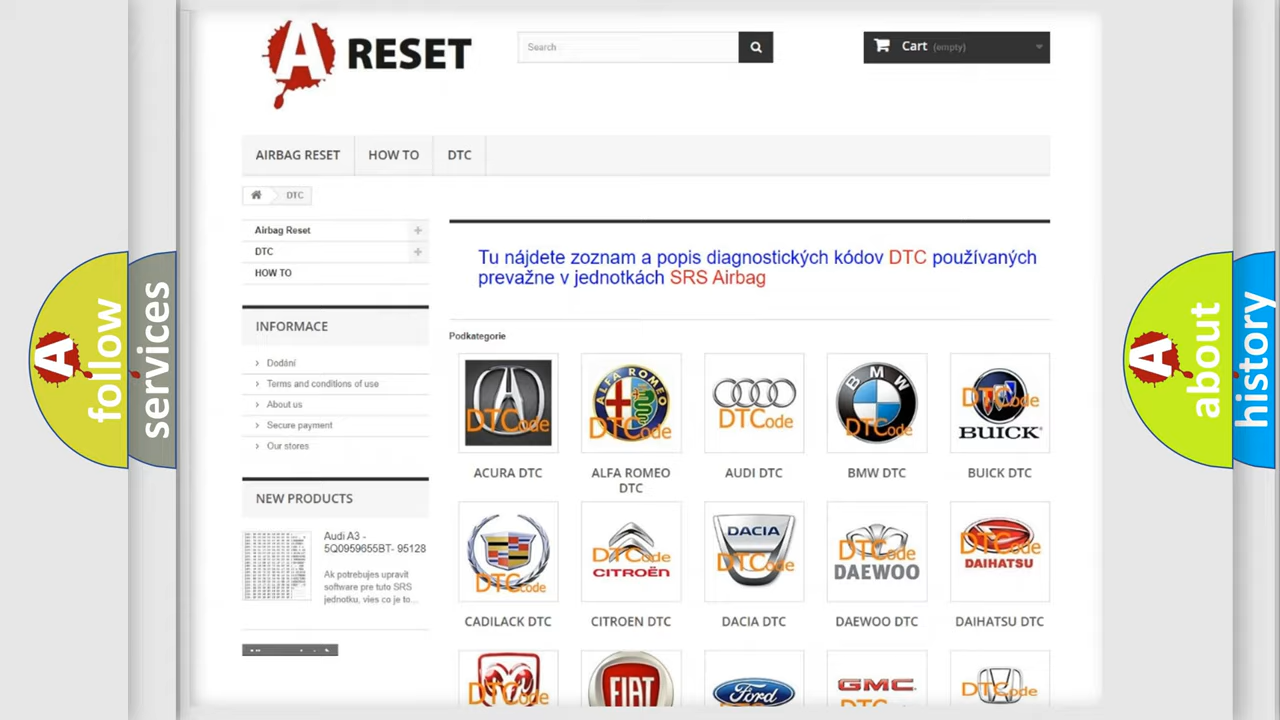 A RESET
Search
Cart (empty)
AIRBAG RESET
HOW TO
DTC
DTC
Airbag Reset
DTC
HOW TO
Tu nájdete zoznam a popis diagnostických kódov DTC používaných
prevažne v jednotkách SRS Airbag
INFORMACE
Dodání
Terms and conditions of use
About us
Secure payment
Our stores
NEW PRODUCTS
Audi A3 -
5Q0959655BT- 95128
Ak potrebujes upravit
software pre tuto SRS
jednotku, vies co je to...
Podkategorie
DTCode
ALFA ROMEO
DTCode
DTCode
BMW
DTCode
DTCode
BUICK
ACURA DTC
ALFA ROMEO
DTC
AUDI DTC
BMW DTC
BUICK DTC
DTCode
DTCode
CITROËN
DACIA
DTCode
DTCode
DAEWOO
DTCode
DAIHATSU
CADILACK DTC
CITROEN DTC
DACIA DTC
DAEWOO DTC
DAIHATSU DTC
DTCode
FIAT
Ford
GMC
DTCode
A follow
services
A about
history